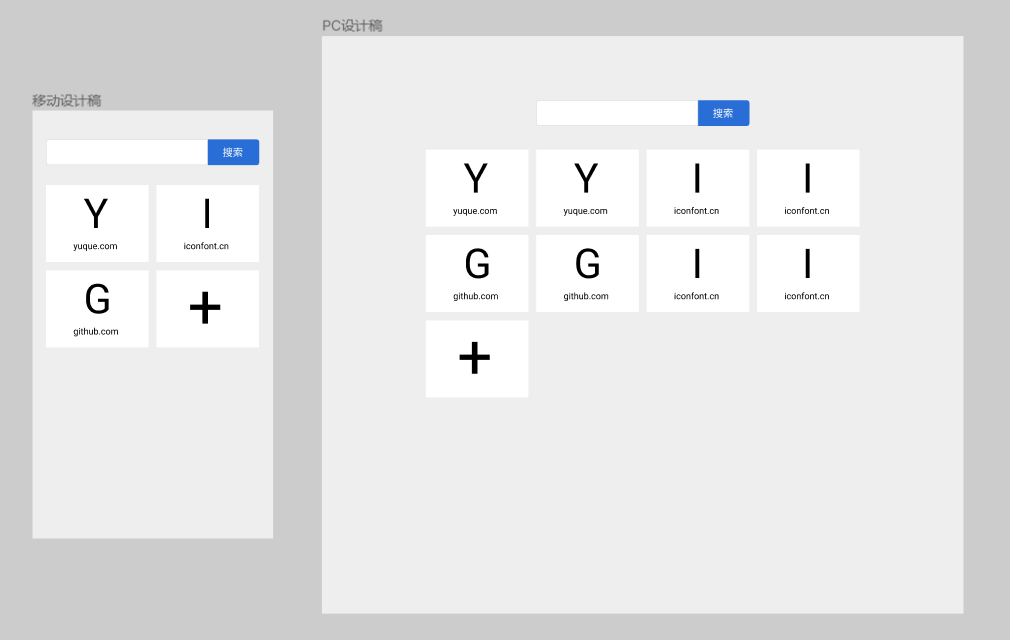 移动设计稿
搜索
Y
yuque.com
I
iconfont.cn
G
github.com
+
PC设计稿
搜索
Y
yuque.com
Y
yuque.com
I
iconfont.cn
I
iconfont.cn
G
github.com
G
github.com
I
iconfont.cn
I
iconfont.cn
+